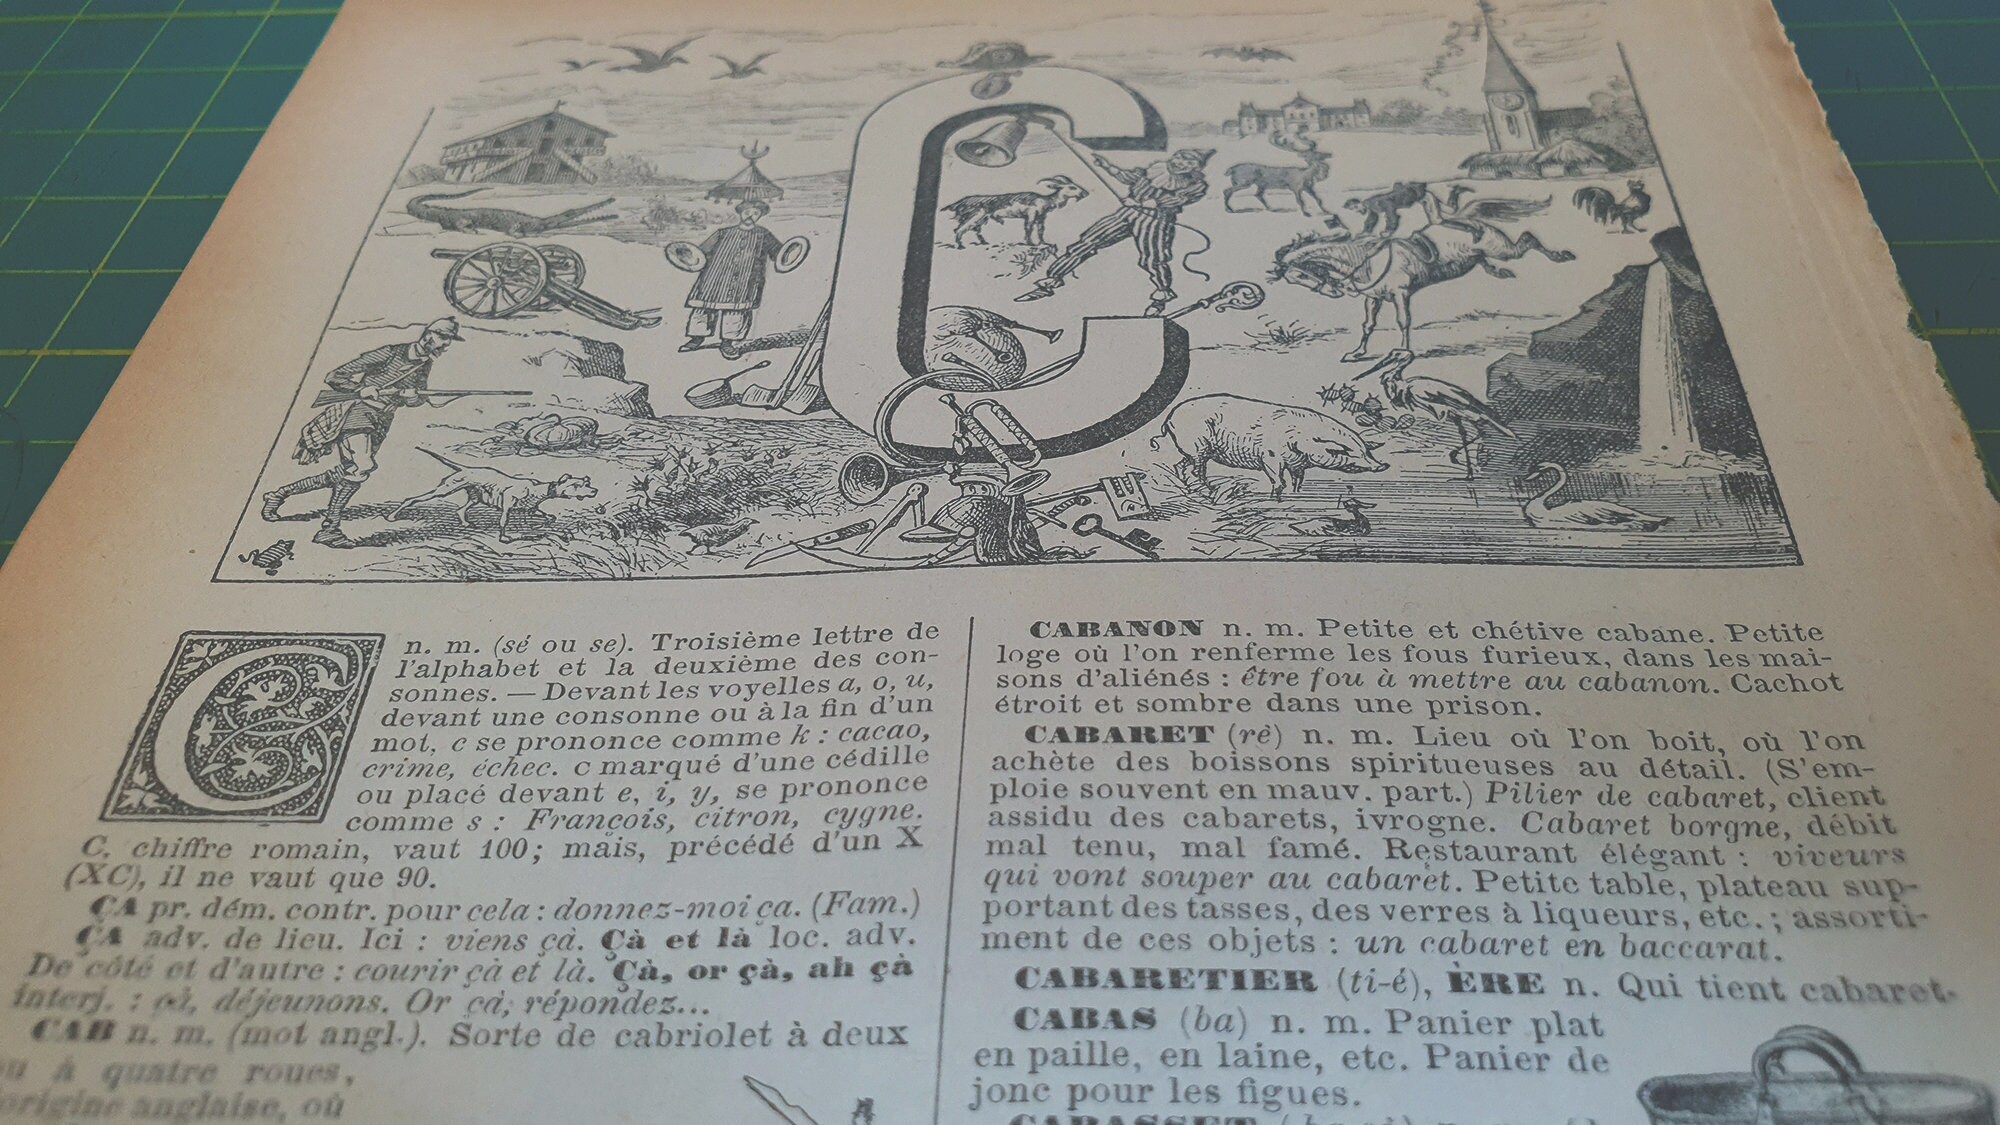 C
C
n. m. (sé ou se). Troisième lettre de
l'alphabet et la deuxième des con-
sonnes. — Devant les voyelles a, o, u,
devant une consonne ou à la fin d'un
mot, c se prononce comme k : cacao,
crime, échec. c marqué d'une cédille
ou placé devant e, i, y, se prononce
comme s : François, citron, cygne.
C, chiffre romain, vaut 100; mais, précédé d'un X
(XC), il ne vaut que 90.
ÇA pr. dém. contr. pour cela : donnez-moi ça. (Fam.)
ÇA adv. de lieu. Ici : viens çà. Çà et là loc. adv.
De côté et d'autre : courir çà et là. Çà, or çà, ah çà
interj. : çà, déjeunons. Or çà, répondez...
CAB n. m. (mot angl.). Sorte de cabriolet à deux
ou à quatre roues,
d'origine anglaise, où
CABANON n. m. Petite et chétive cabane. Petite
loge où l'on renferme les fous furieux, dans les mai-
sons d'aliénés : être fou à mettre au cabanon. Cachot
étroit et sombre dans une prison.
CABARET (rè) n. m. Lieu où l'on boit, où l'on
achète des boissons spiritueuses au détail. (S'em-
ploie souvent en mauv. part.) Pilier de cabaret, client
assidu des cabarets, ivrogne. Cabaret borgne, débit
mal tenu, mal famé. Restaurant élégant : viveurs
qui vont souper au cabaret. Petite table, plateau sup-
portant des tasses, des verres à liqueurs, etc. ; assorti-
ment de ces objets : un cabaret en baccarat.
CABARETIER (ti-é), ÈRE n. Qui tient cabaret.
CABAS (ba) n. m. Panier plat
en paille, en laine, etc. Panier de
jonc pour les figues.
CABASSET